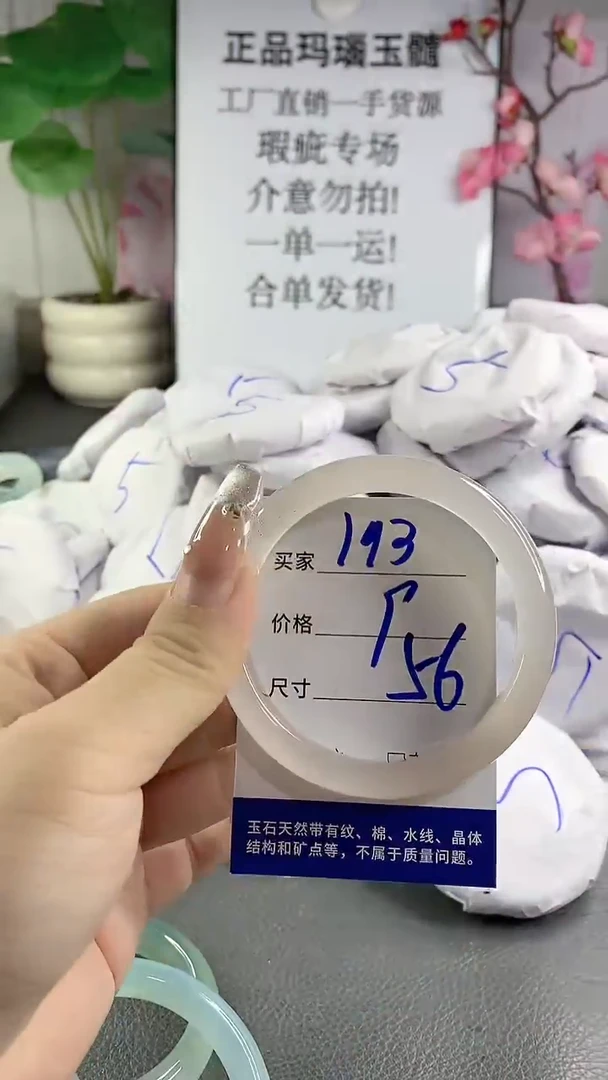 正品玛瑙玉髓
工厂直销一手货源
瑕疵专场
介意勿拍!
一单一运!
合单发货!
买家 193
价格
尺寸 56
玉石天然带有纹、棉、水线、晶体
结构和矿点等，不属于质量问题。